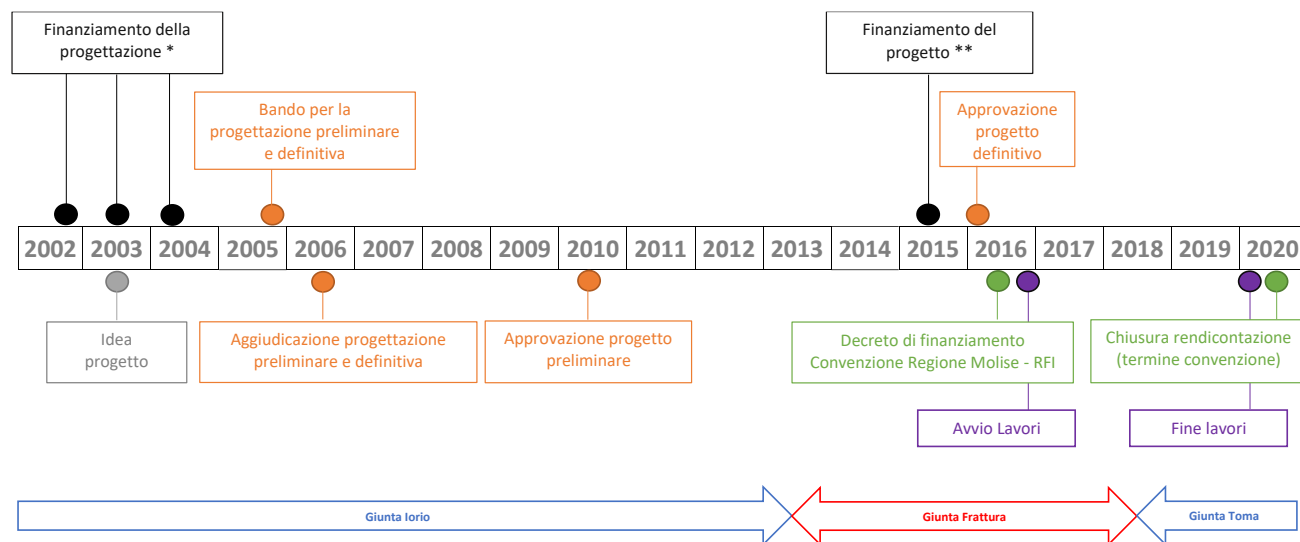 Finanziamento della
progettazione *
Finanziamento del
progetto **
Bando per la
progettazione preliminare
e definitiva
Approvazione
progetto
definitivo
2002 2003 2004 2005 2006 2007 2008 2009 2010 2011 2012 2013 2014 2015 2016 2017 2018 2019 2020
Idea
progetto
Aggiudicazione progettazione
preliminare e definitiva
Approvazione progetto
preliminare
Decreto di finanziamento
Convenzione Regione Molise - RFI
Chiusura rendicontazione
(termine convenzione)
Avvio Lavori
Fine lavori
Giunta Iorio
Giunta Frattura
Giunta Toma